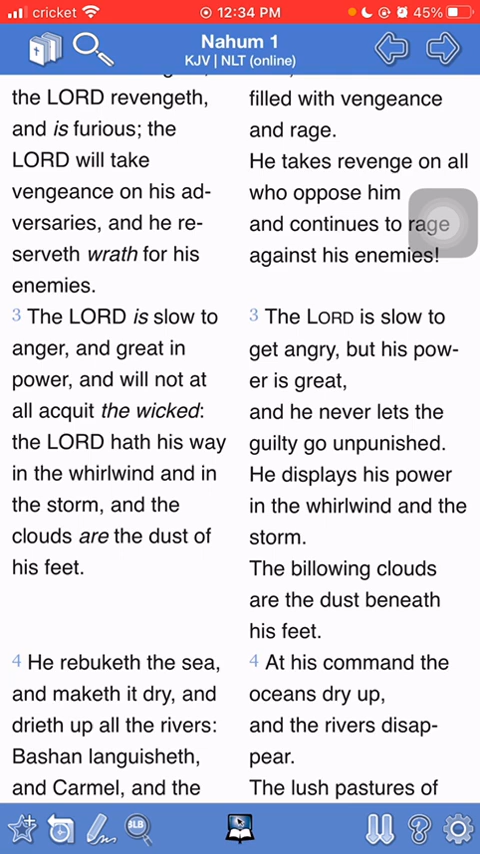 cricket 12:34 PM 45%
Nahum 1
KJV | NLT (online)
the LORD revengeth,
and is furious; the
LORD will take
vengeance on his ad-
versaries, and he re-
serveth wrath for his
enemies.
3 The LORD is slow to
anger, and great in
power, and will not at
all acquit the wicked:
the LORD hath his way
in the whirlwind and in
the storm, and the
clouds are the dust of
his feet.
4 He rebuketh the sea,
and maketh it dry, and
drieth up all the rivers:
Bashan languisheth,
and Carmel, and the
filled with vengeance
and rage.
He takes revenge on all
who oppose him
and continues to rage
against his enemies!
3 The LORD is slow to
get angry, but his pow-
er is great,
and he never lets the
guilty go unpunished.
He displays his power
in the whirlwind and the
storm.
The billowing clouds
are the dust beneath
his feet.
4 At his command the
oceans dry up,
and the rivers disap-
pear.
The lush pastures of
BLB